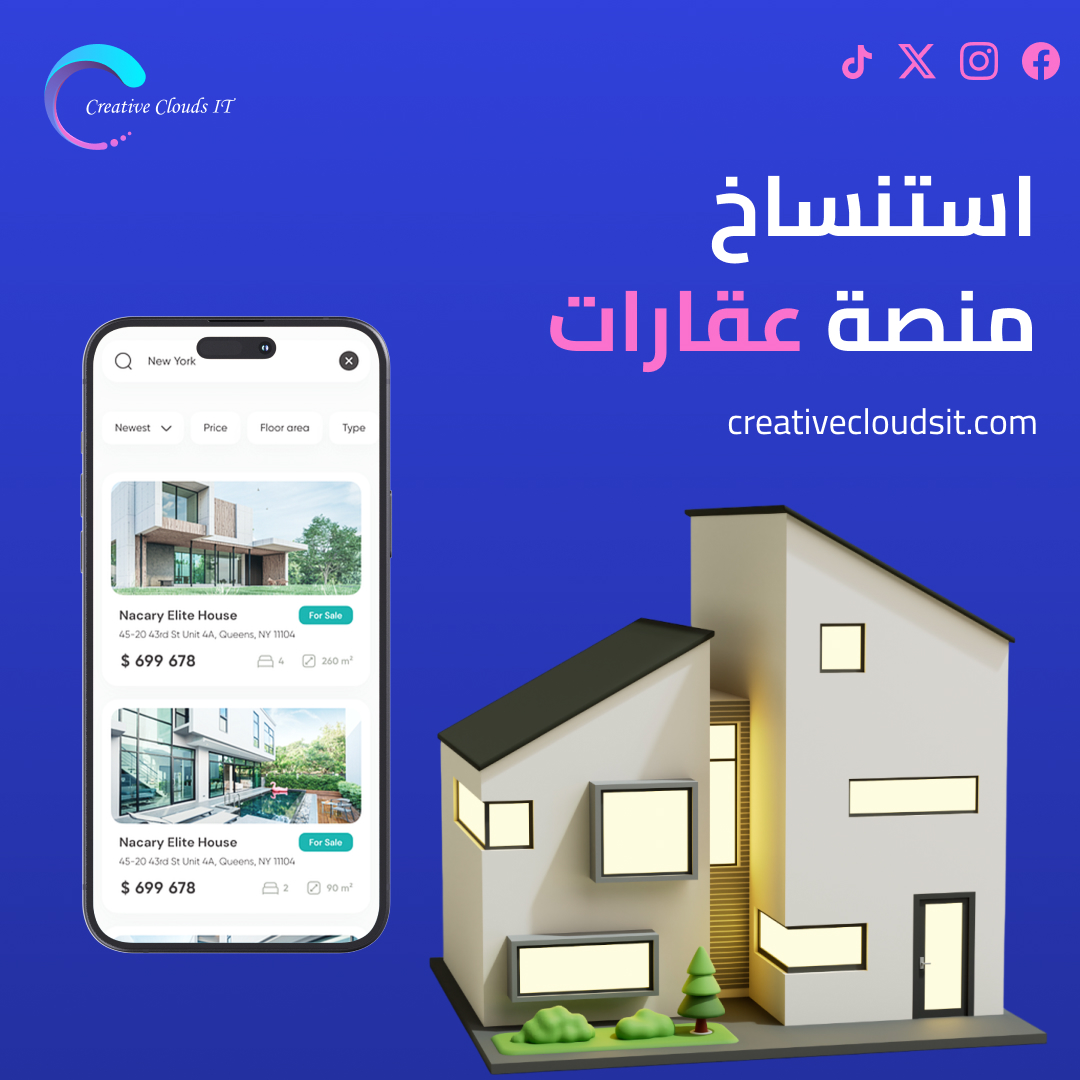 Creative Clouds IT
استنساخ
منصة عقارات
creativecloudsit.com
New York
Newest
Price
Floor area
Type
Nacary Elite House
For Sale
45-20 43rd St Unit 4A, Queens, NY 11104
$ 699 678
4
260 m²
Nacary Elite House
For Sale
45-20 43rd St Unit 4A, Queens, NY 11104
$ 699 678
2
90 m²